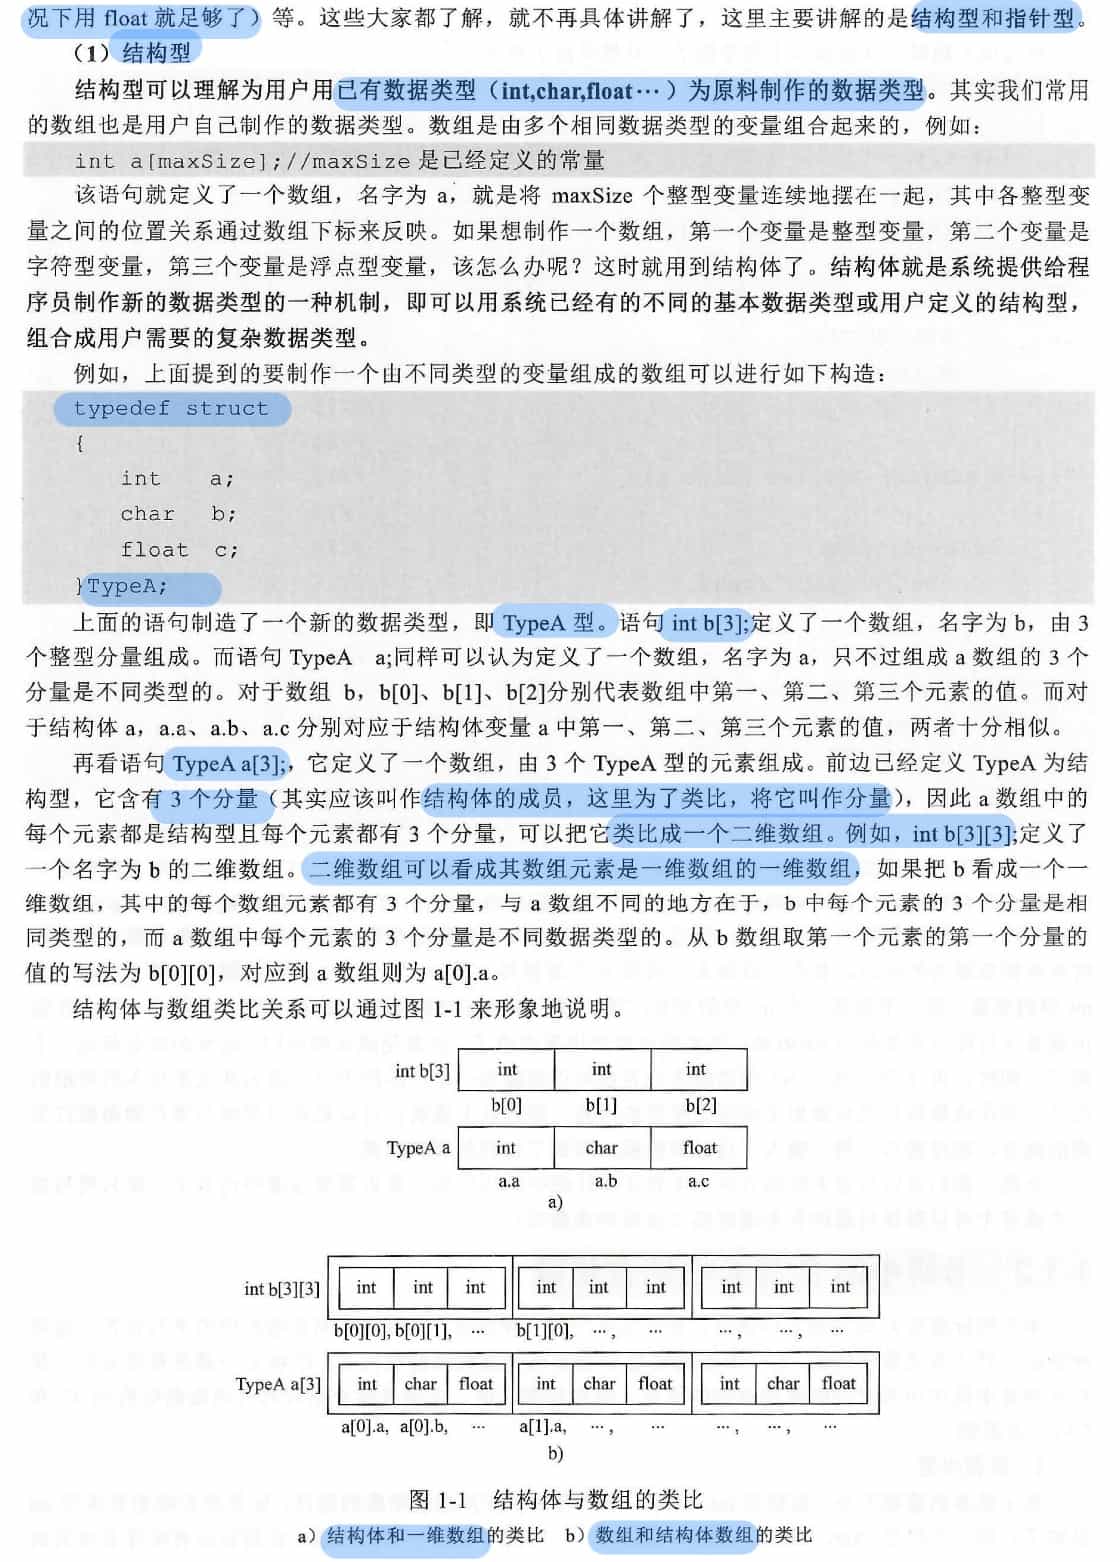 况下用 float 就足够了）等。这些大家都了解，就不再具体讲解了，这里主要讲解的是结构型和指针型。
（1）结构型
结构型可以理解为用户用已有数据类型（int,char,float…）为原料制作的数据类型。其实我们常用
的数组也是用户自己制作的数据类型。数组是由多个相同数据类型的变量组合起来的，例如：
int a[maxSize];//maxSize 是已经定义的常量
该语句就定义了一个数组，名字为 a，就是将 maxSize 个整型变量连续地摆在一起，其中各整型变
量之间的位置关系通过数组下标来反映。如果想制作一个数组，第一个变量是整型变量，第二个变量是
字符型变量，第三个变量是浮点型变量，该怎么办呢？这时就用到结构体了。结构体就是系统提供给程
序员制作新的数据类型的一种机制，即可以用系统已经有的不同的基本数据类型或用户定义的结构型，
组合成用户需要的复杂数据类型。
例如，上面提到的要制作一个由不同类型的变量组成的数组可以进行如下构造：
typedef struct
{
int a;
char b;
float c;
}TypeA;
上面的语句制造了一个新的数据类型，即 TypeA 型。语句 int b[3];定义了一个数组，名字为 b，由 3
个整型分量组成。而语句 TypeA a;同样可以认为定义了一个数组，名字为 a，只不过组成 a 数组的 3 个
分量是不同类型的。对于数组 b，b[0]、b[1]、b[2]分别代表数组中第一、第二、第三个元素的值。而对
于结构体 a，a.a、a.b、a.c 分别对应于结构体变量 a 中第一、第二、第三个元素的值，两者十分相似。
再看语句 TypeA a[3];，它定义了一个数组，由 3 个 TypeA 型的元素组成。前边已经定义 TypeA 为结
构型，它含有 3 个分量（其实应该叫作结构体的成员，这里为了类比，将它叫作分量），因此 a 数组中的
每个元素都是结构型且每个元素都有 3 个分量，可以把它类比成一个二维数组。例如，int b[3][3];定义了
一个名字为 b 的二维数组。二维数组可以看成其数组元素是一维数组的一维数组，如果把 b 看成一个一
维数组，其中的每个数组元素都有 3 个分量，与 a 数组不同的地方在于，b 中每个元素的 3 个分量是相
同类型的，而 a 数组中每个元素的 3 个分量是不同数据类型的。从 b 数组取第一个元素的第一个分量的
值的写法为 b[0][0]，对应到 a 数组则为 a[0].a。
结构体与数组类比关系可以通过图 1-1 来形象地说明。
int b[3] int int int
b[0] b[1] b[2]
TypeA a int char float
a.a a.b a.c
a)
int b[3][3] int int int int int int int int int
b[0][0], b[0][1], … b[1][0], …, … …, …, …
TypeA a[3] int char float int char float int char float
a[0].a, a[0].b, … a[1].a, …, … …, …, …
b)
图 1-1 结构体与数组的类比
a）结构体和一维数组的类比 b）数组和结构体数组的类比